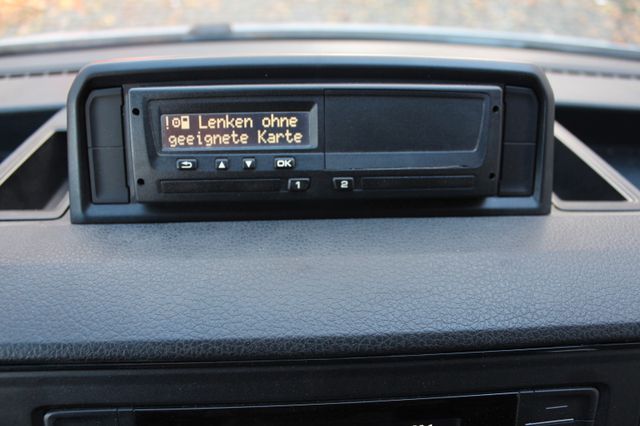 ! Lenken ohne
geeignete Karte
OK
1 2